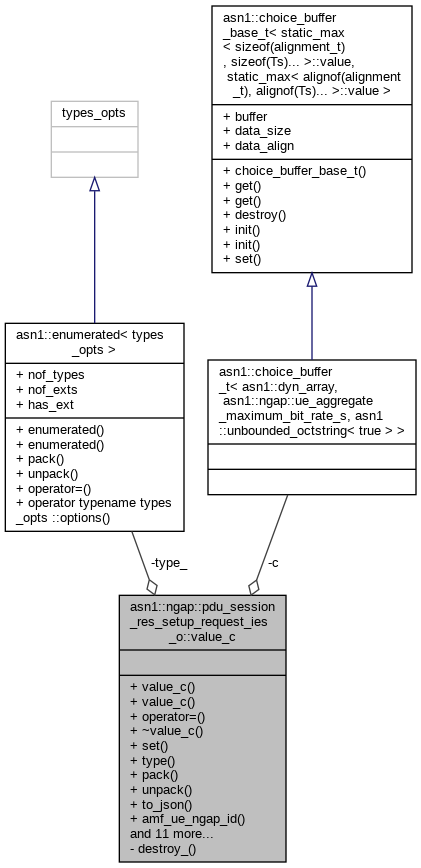 asn1::choice_buffer
_base_t< static_max
< sizeof(alignment_t)
, sizeof(Ts)... >::value,
static_max< alignof(alignment
_t), alignof(Ts)... >::value >
+ buffer
+ data_size
+ data_align
+ choice_buffer_base_t()
+ get()
+ get()
+ destroy()
+ init()
+ init()
+ set()
types_opts
asn1::enumerated< types
_opts >
+ nof_types
+ nof_exts
+ has_ext
+ enumerated()
+ enumerated()
+ pack()
+ unpack()
+ operator=()
+ operator typename types
_opts ::options()
asn1::choice_buffer
_t< asn1::dyn_array,
asn1::ngap::ue_aggregate
_maximum_bit_rate_s, asn1
::unbounded_octstring< true > >
-type_
-c
asn1::ngap::pdu_session
_res_setup_request_ies
_o::value_c
+ value_c()
+ value_c()
+ operator=()
+ ~value_c()
+ set()
+ type()
+ pack()
+ unpack()
+ to_json()
+ amf_ue_ngap_id()
and 11 more...
- destroy_()